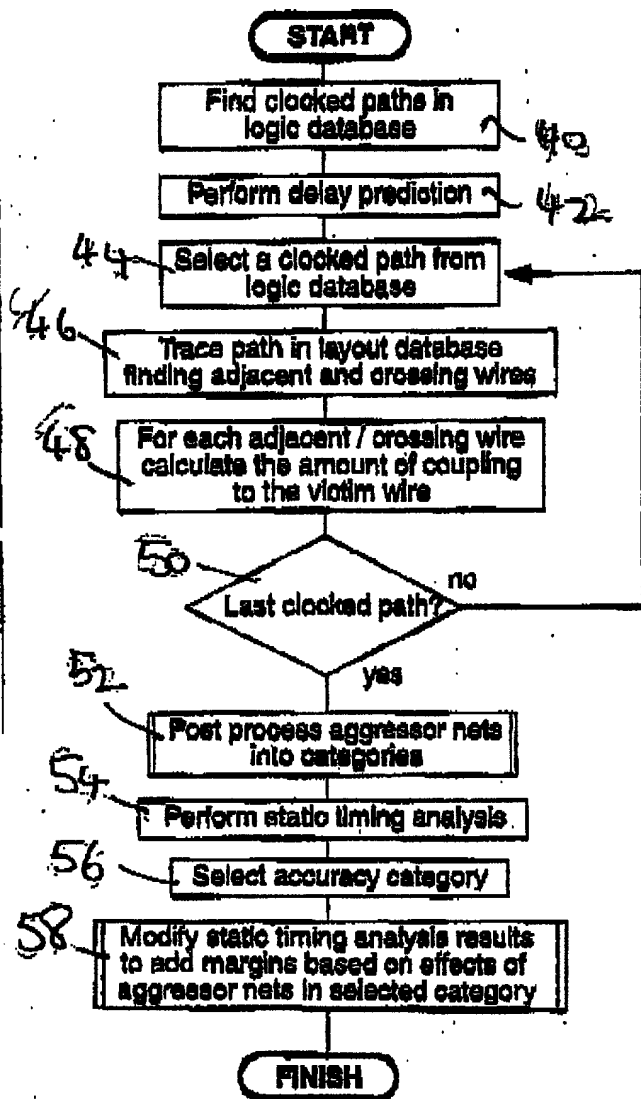 START
Find clocked paths in
logic database
40
Perform delay prediction
42
44
Select a clocked path from
logic database
46
Trace path in layout database
finding adjacent and crossing wires
48
For each adjacent / crossing wire
calculate the amount of coupling
to the victim wire
50
Last clocked path?
no
yes
52
Post process aggressor nets
into categories
54
Perform static timing analysis
56
Select accuracy category
58
Modify static timing analysis results
to add margins based on effects of
aggressor nets in selected category
FINISH